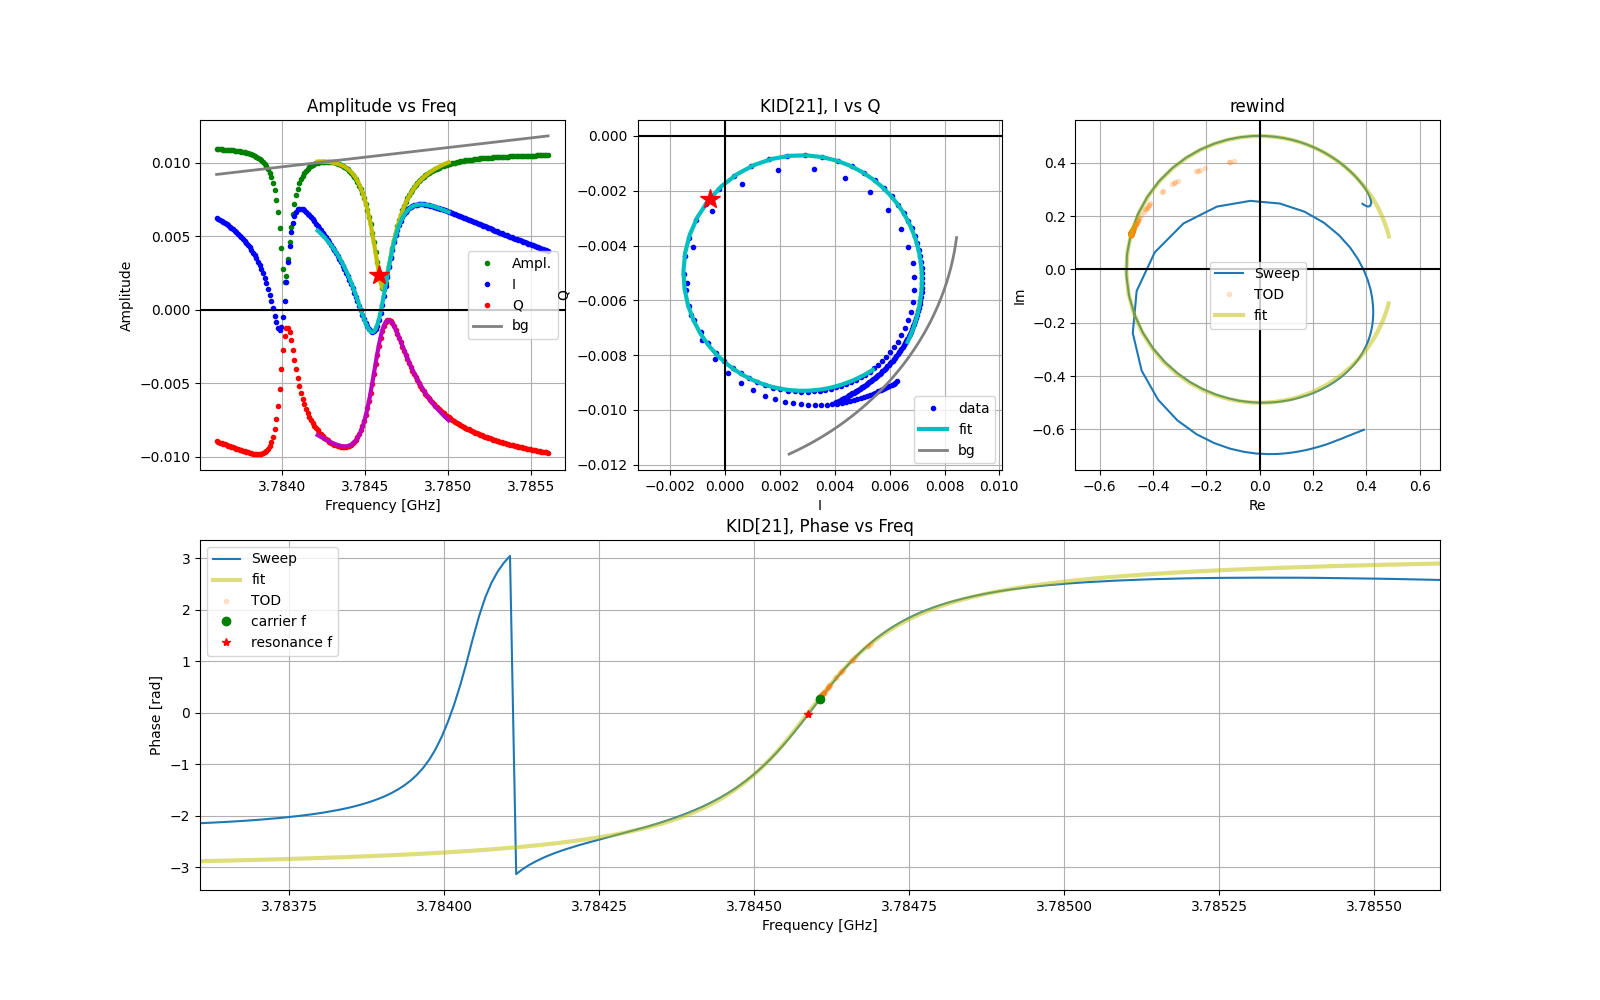 Amplitude vs Freq
Amplitude
0.010
0.005
0.000
−0.005
−0.010
Ampl.
I
Q
bg
3.7840 3.7845 3.7850 3.7855
Frequency [GHz]
KID[21], I vs Q
Q
0.000
−0.002
−0.004
−0.006
−0.008
−0.010
−0.012
data
fit
bg
−0.002 0.000 0.002 0.004 0.006 0.008 0.010
I
rewind
Im
0.4
0.2
0.0
−0.2
−0.4
−0.6
Sweep
TOD
fit
−0.6 −0.4 −0.2 0.0 0.2 0.4 0.6
Re
KID[21], Phase vs Freq
Phase [rad]
3
2
1
0
−1
−2
−3
Sweep
fit
TOD
carrier f
resonance f
3.78375 3.78400 3.78425 3.78450 3.78475 3.78500 3.78525 3.78550
Frequency [GHz]